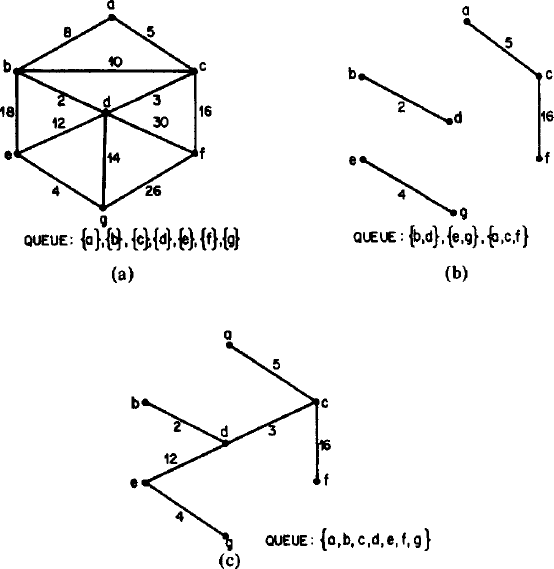 a
8
5
b
10
c
18
2
d
3
16
12
30
e
14
f
4
26
g
QUEUE: {a},{b},{c},{d},{e},{f},{g}
(a)
a
5
b
c
2
d
16
e
f
4
g
QUEUE: {b,d},{e,g},{a,c,f}
(b)
a
5
b
c
2
d
3
12
16
e
f
4
g
QUEUE: {a,b,c,d,e,f,g}
(c)